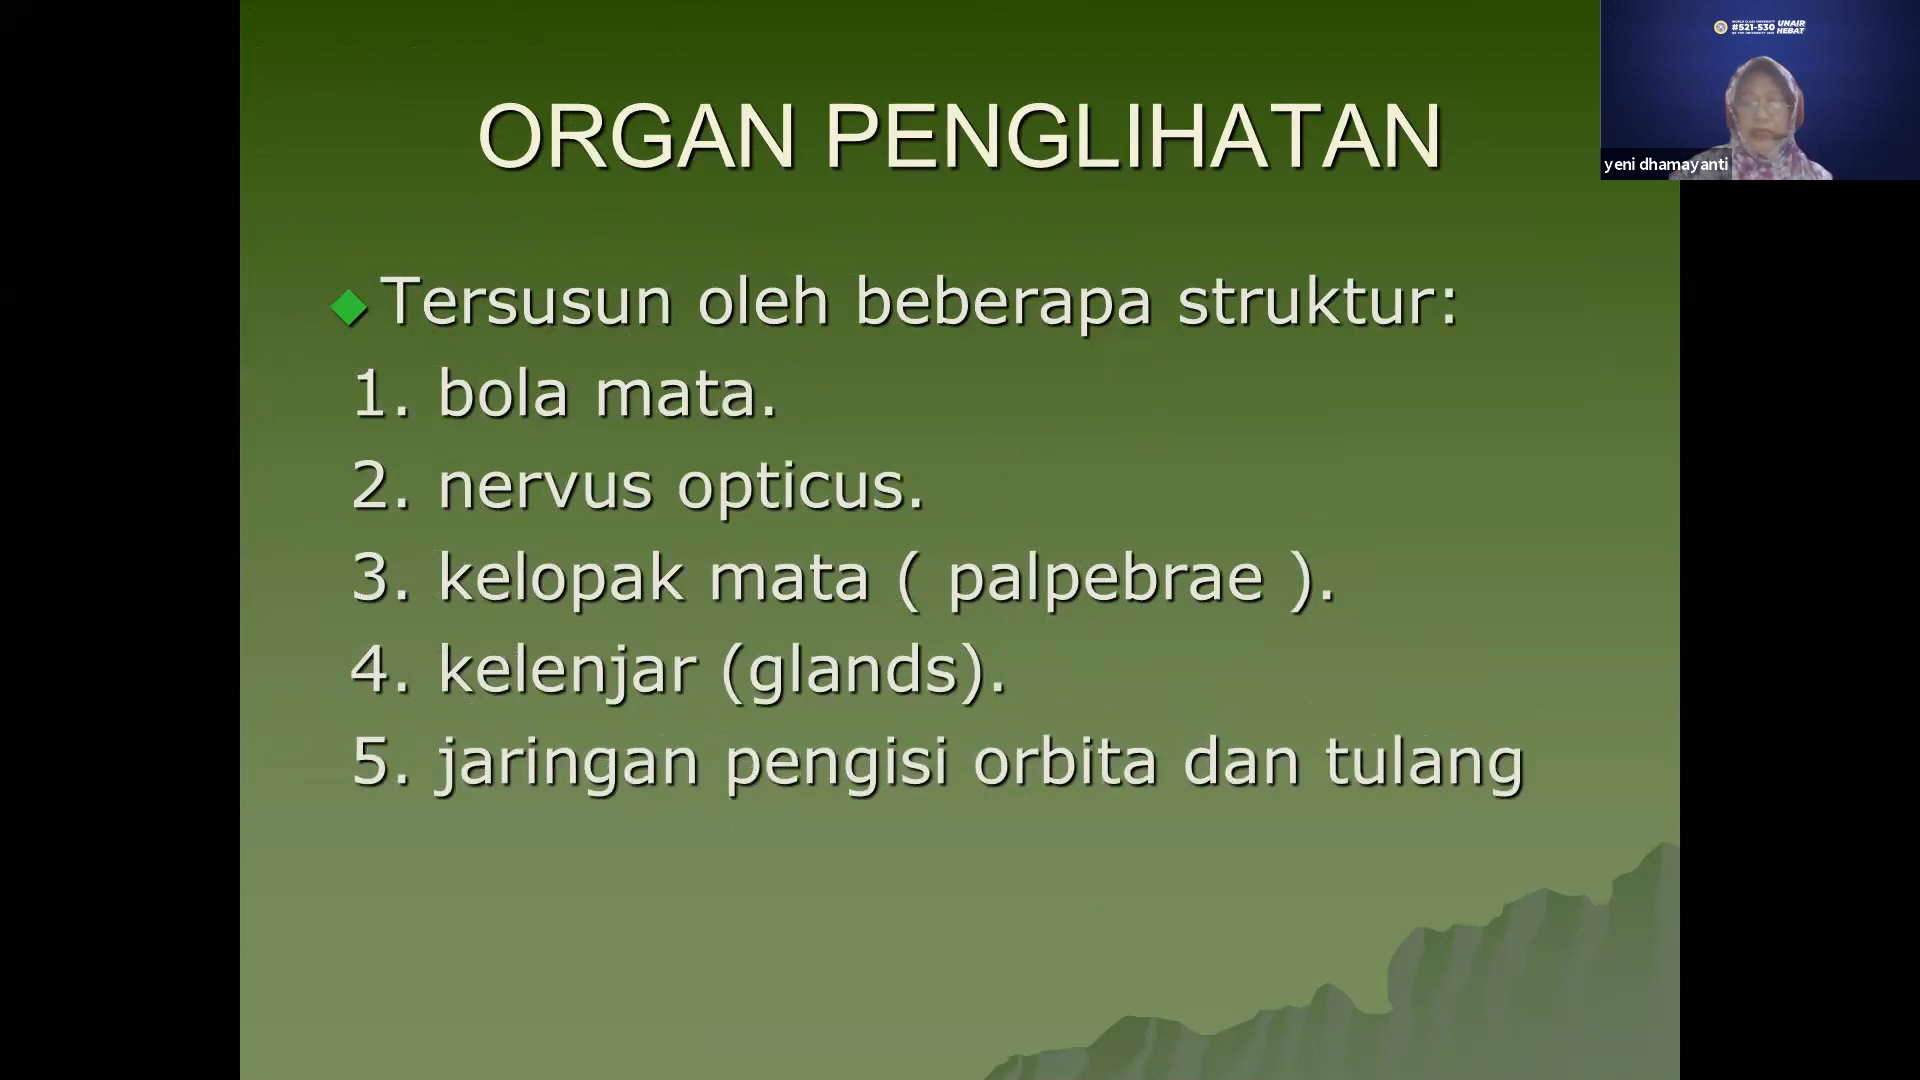 ORGAN PENGLIHATAN
Tersusun oleh beberapa struktur:
1. bola mata.
2. nervus opticus.
3. kelopak mata ( palpebrae ).
4. kelenjar (glands).
5. jaringan pengisi orbita dan tulang
#521-530
UNAIR
HEBAT
yeni dhamayanti